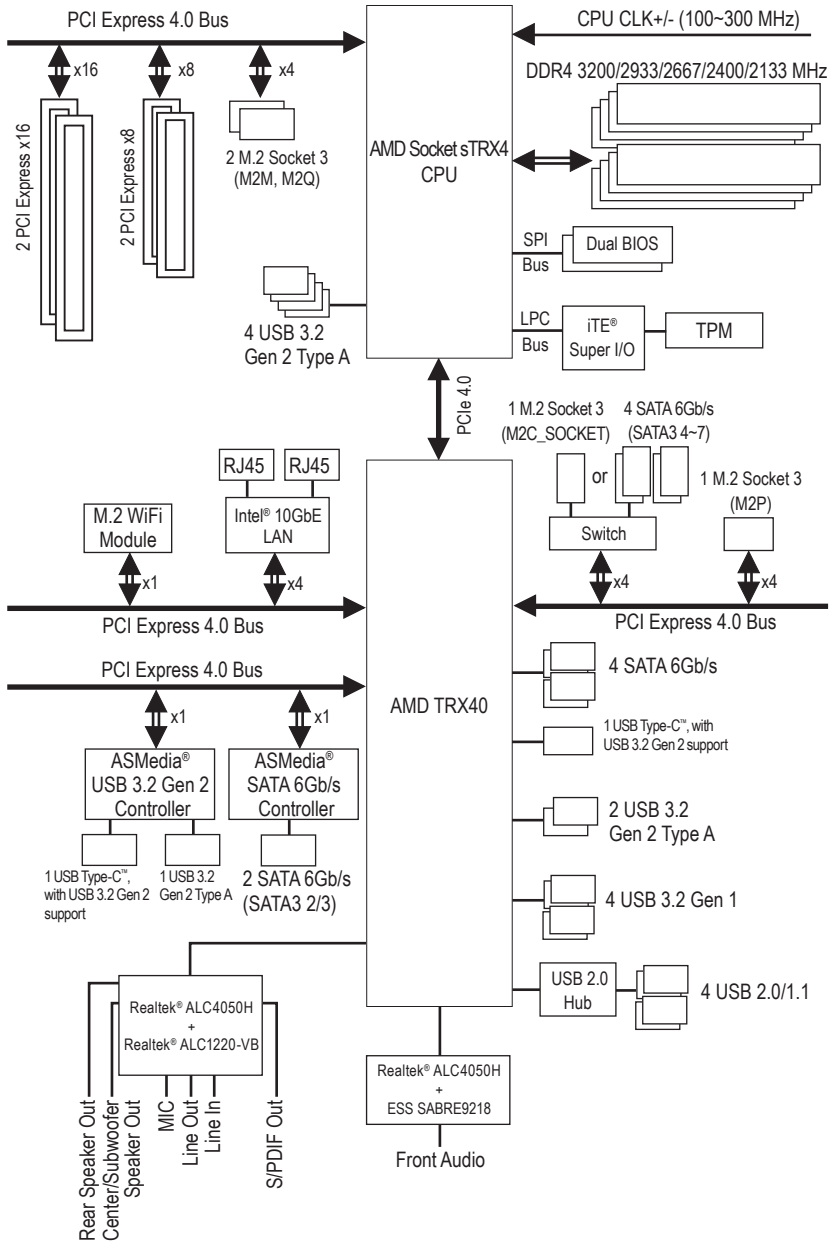 PCI Express 4.0 Bus
CPU CLK+/- (100~300 MHz)
x16
x8
x4
DDR4 3200/2933/2667/2400/2133 MHz
2 PCI Express x16
2 PCI Express x8
2 M.2 Socket 3
(M2M, M2Q)
AMD Socket sTRX4
CPU
SPI
Bus
Dual BIOS
4 USB 3.2
Gen 2 Type A
LPC
Bus
iTE®
Super I/O
TPM
PCIe 4.0
1 M.2 Socket 3
(M2C_SOCKET)
4 SATA 6Gb/s
(SATA3 4~7)
or
1 M.2 Socket 3
(M2P)
Switch
x4
x4
PCI Express 4.0 Bus
RJ45
RJ45
M.2 WiFi
Module
Intel® 10GbE
LAN
x1
x4
PCI Express 4.0 Bus
PCI Express 4.0 Bus
AMD TRX40
x1
x1
ASMedia®
USB 3.2 Gen 2
Controller
ASMedia®
SATA 6Gb/s
Controller
1 USB Type-C™,
with USB 3.2 Gen 2
support
1 USB 3.2
Gen 2 Type A
2 SATA 6Gb/s
(SATA3 2/3)
4 SATA 6Gb/s
1 USB Type-C™, with
USB 3.2 Gen 2 support
2 USB 3.2
Gen 2 Type A
4 USB 3.2 Gen 1
USB 2.0
Hub
4 USB 2.0/1.1
Realtek® ALC4050H
+
Realtek® ALC1220-VB
Rear Speaker Out
Center/Subwoofer
Speaker Out
MIC
Line Out
Line In
S/PDIF Out
Realtek® ALC4050H
+
ESS SABRE9218
Front Audio